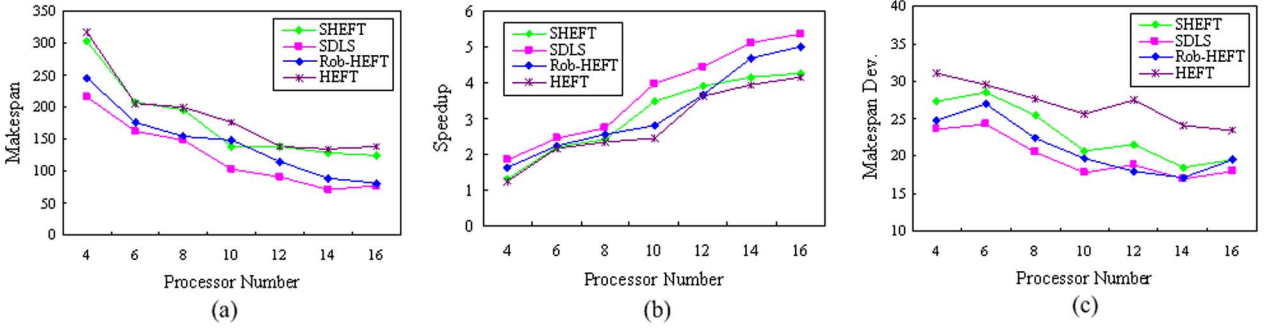 350
300
250
200
150
100
50
0
Makespan
SHEFT
SDLS
Rob-HEFT
HEFT
4 6 8 10 12 14 16
Processor Number
(a)
6
5
4
3
2
1
0
Speedup
SHEFT
SDLS
Rob-HEFT
HEFT
4 6 8 10 12 14 16
Processor Number
(b)
40
35
30
25
20
15
10
Makespan Dev.
SHEFT
SDLS
Rob-HEFT
HEFT
4 6 8 10 12 14 16
Processor Number
(c)